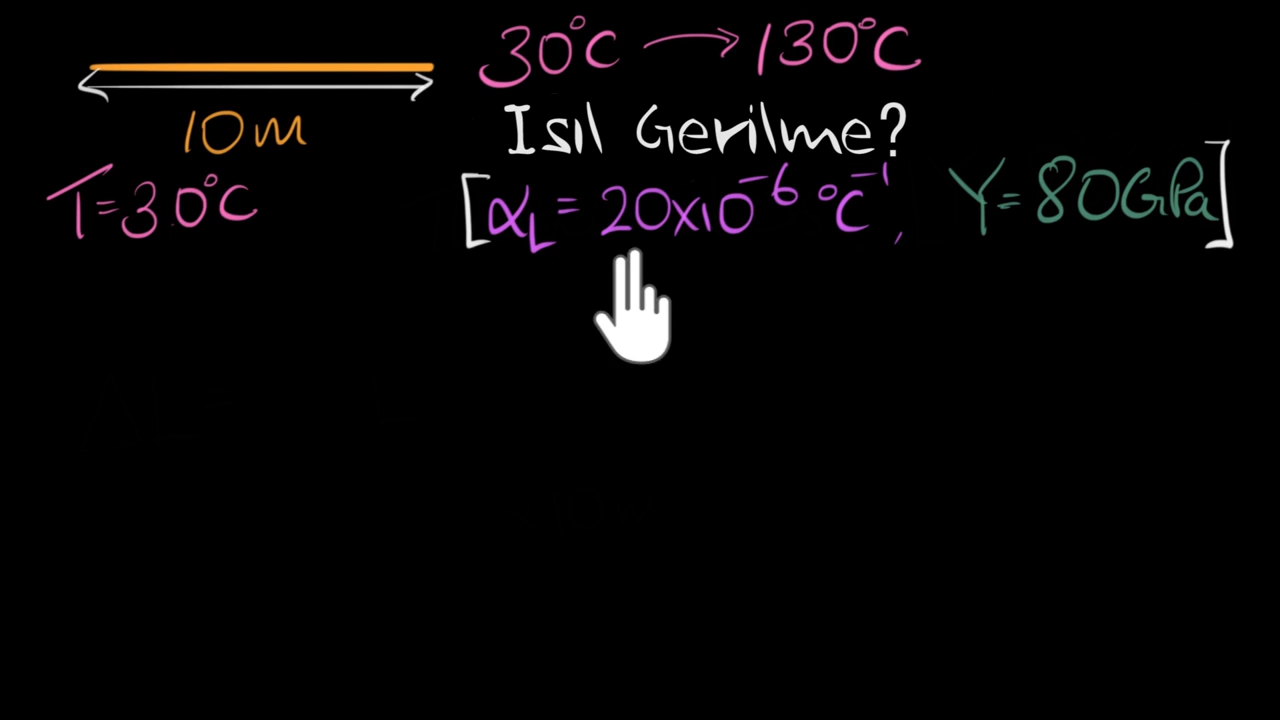 30°C → 130°C
10m
Isıl Gerilme?
T=30°C
[αL = 20x10⁻⁶ °C⁻¹, Y=80GPa]